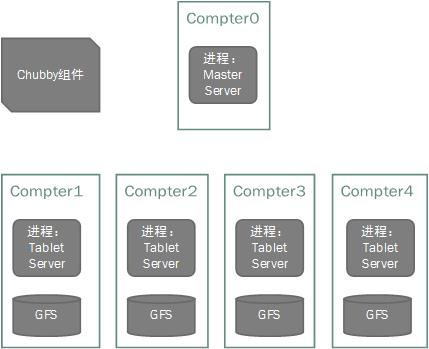 Compter0
Chubby组件
进程：
Master
Server
Compter1
进程：
Tablet
Server
GFS
Compter2
进程：
Tablet
Server
GFS
Compter3
进程：
Tablet
Server
GFS
Compter4
进程：
Tablet
Server
GFS